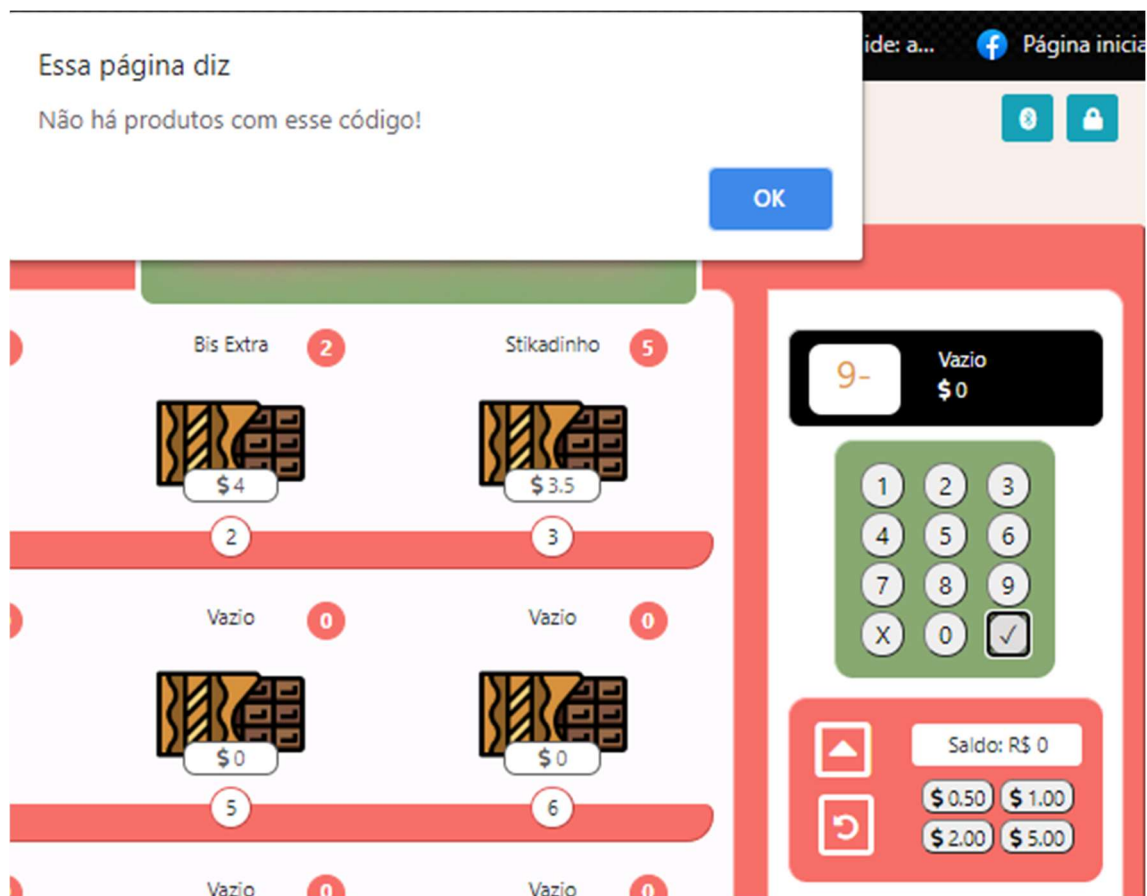 Essa página diz
Não há produtos com esse código!
OK
ide: a...
Página inicia
Bis Extra 2
Stikadinho 5
$ 4
$ 3.5
2
3
Vazio 0
Vazio 0
$ 0
$ 0
5
6
Vazio 0
Vazio 0
9-
Vazio
$ 0
1 2 3
4 5 6
7 8 9
X 0 ✓
Saldo: R$ 0
$ 0.50 $ 1.00
$ 2.00 $ 5.00